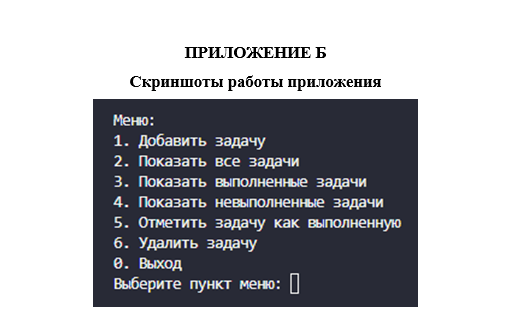 ПРИЛОЖЕНИЕ Б
Скриншоты работы приложения
Меню:
1. Добавить задачу
2. Показать все задачи
3. Показать выполненные задачи
4. Показать невыполненные задачи
5. Отметить задачу как выполненную
6. Удалить задачу
0. Выход
Выберите пункт меню: